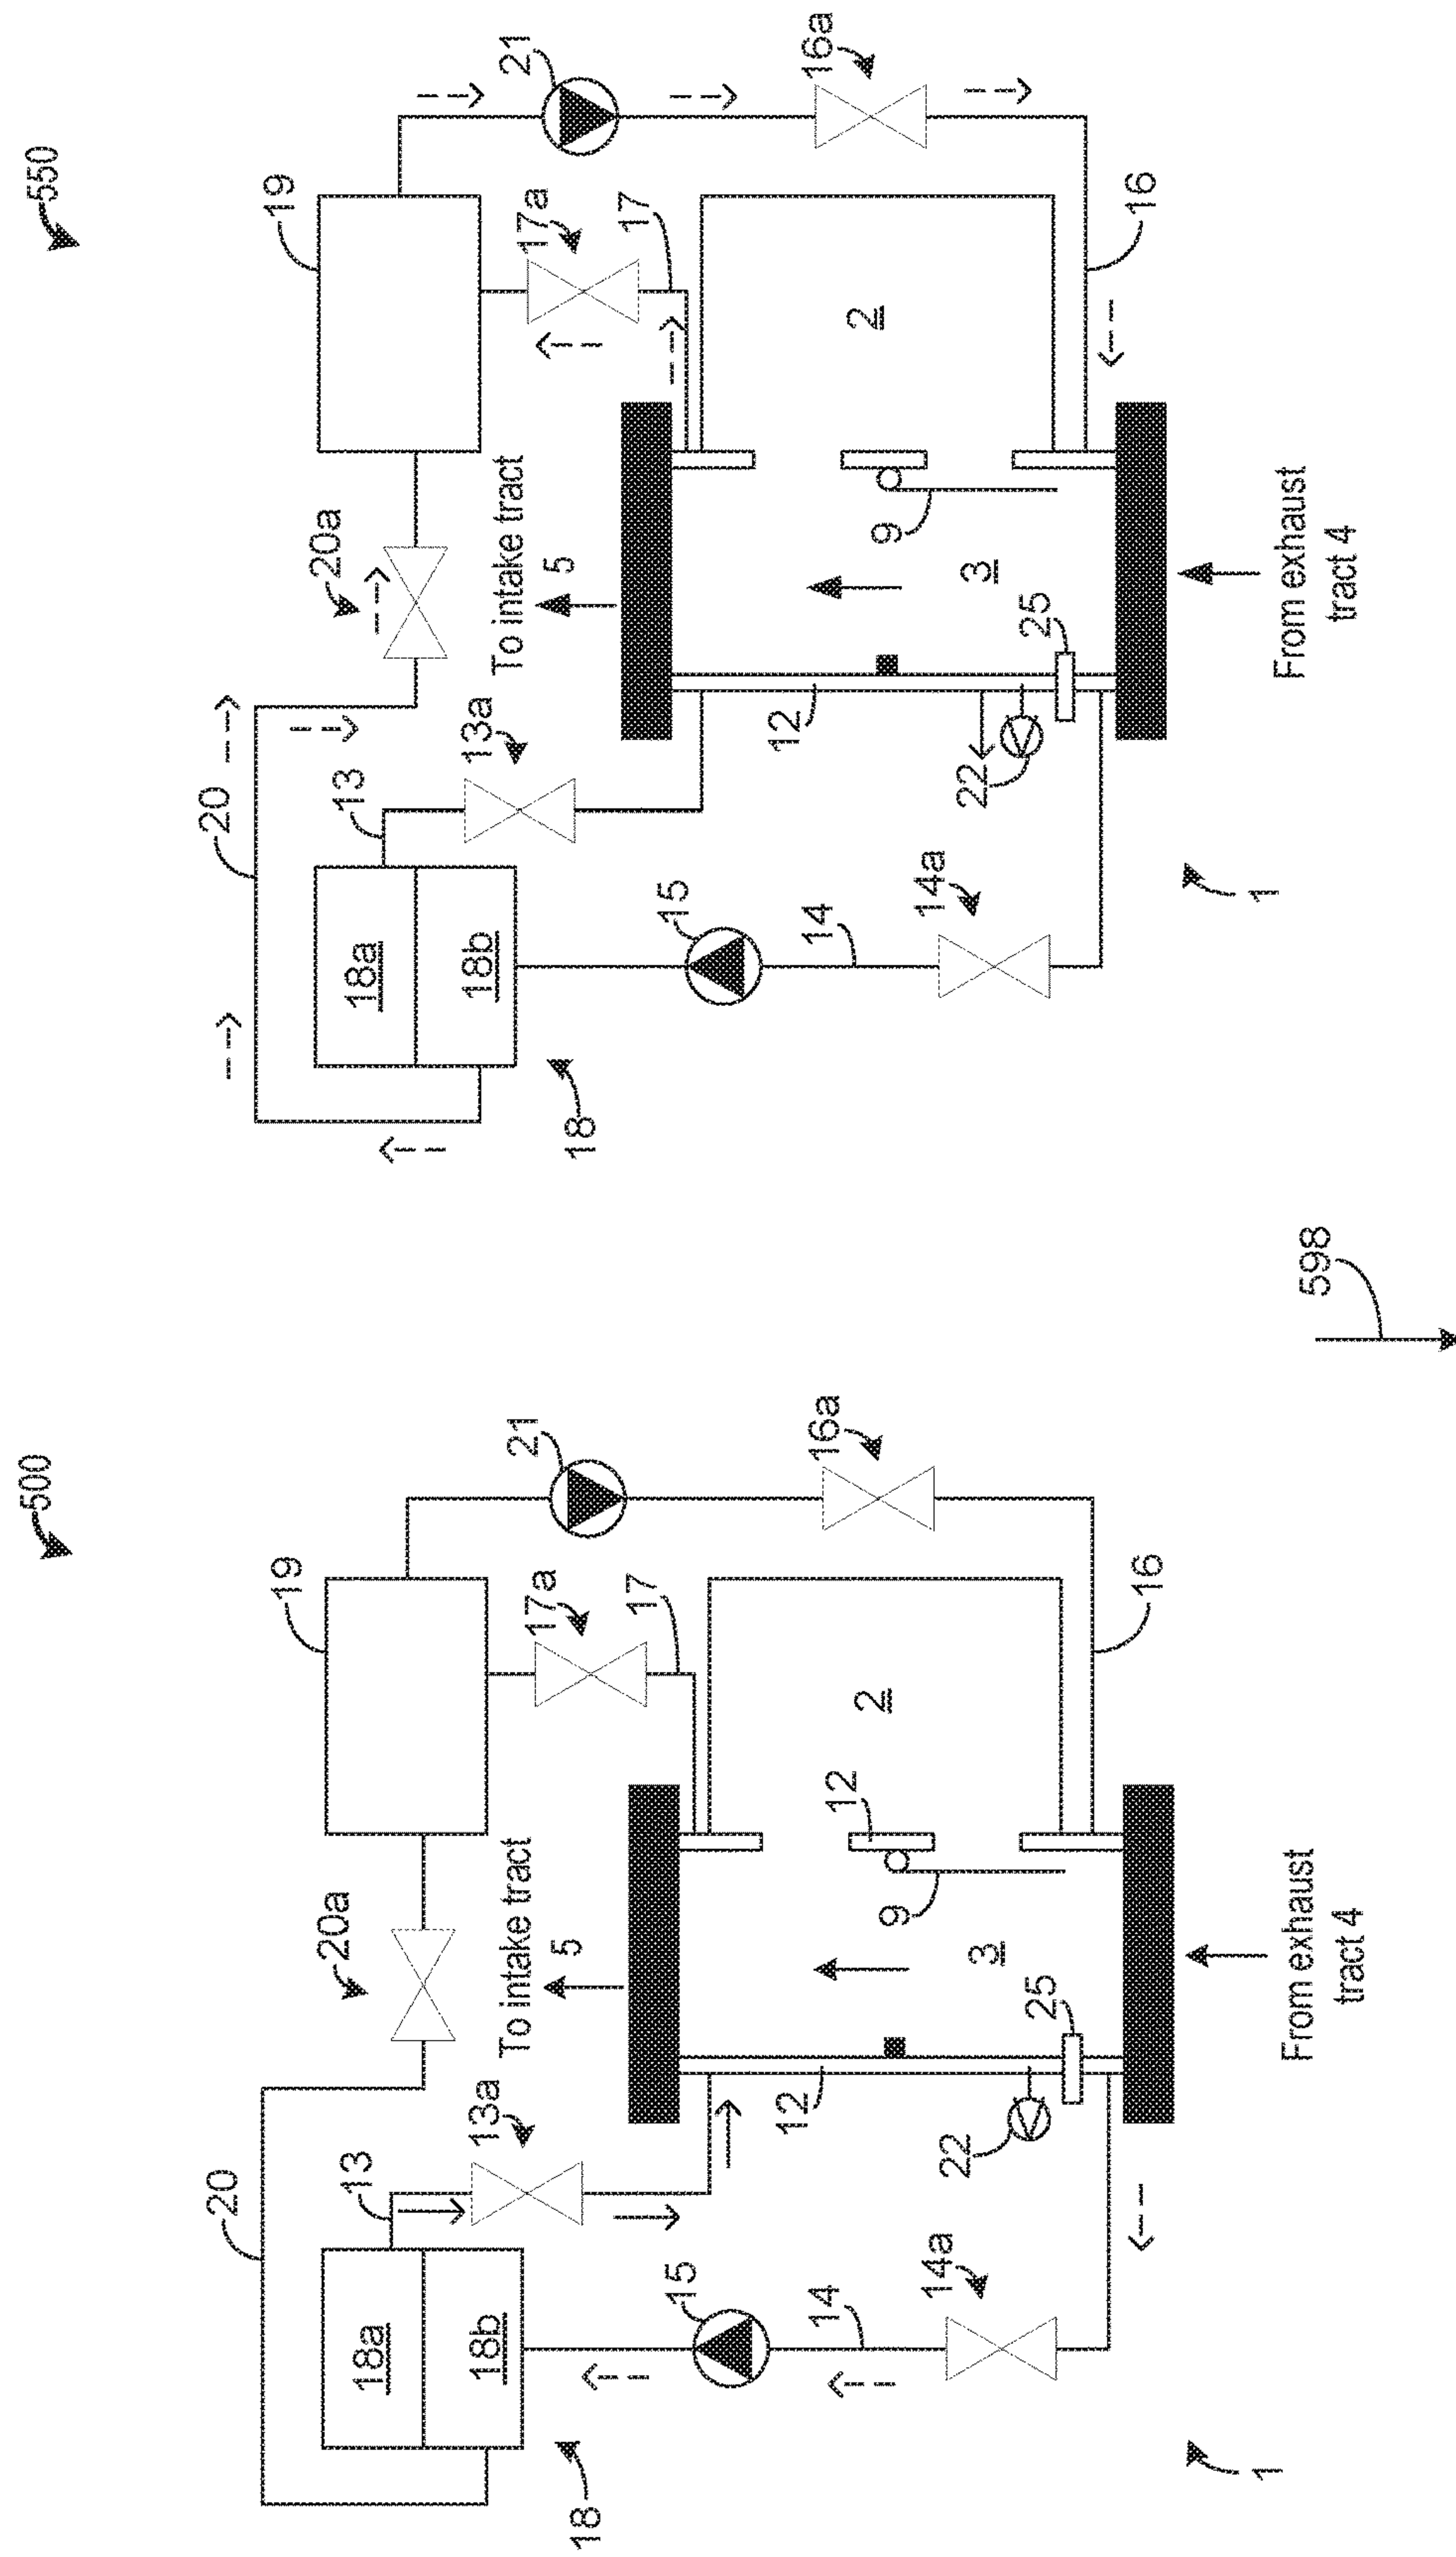 500
20
19
20a
13
18a
13a
18b
To intake tract
21
17a
5
18
17
15
12
14
16a
12
2
9
14a
22
3
25
16
1
From exhaust
tract 4
550
20
19
20a
13
18a
13a
18b
To intake tract
21
17a
5
18
17
15
12
14
16a
2
9
14a
22
3
25
16
1
From exhaust
tract 4
598